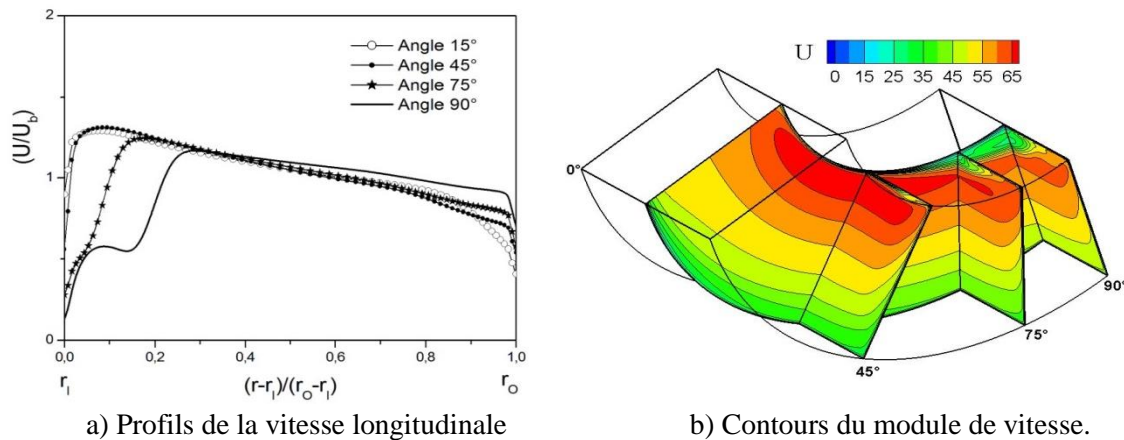 2
Angle 15°
Angle 45°
Angle 75°
Angle 90°
(U/U_b)
1
0
0,0 0,2 0,4 0,6 0,8 1,0
r_I (r-r_I)/(r_O-r_I) r_O
a) Profils de la vitesse longitudinale
U
0 15 25 35 45 55 65
0°
90°
75°
45°
b) Contours du module de vitesse.